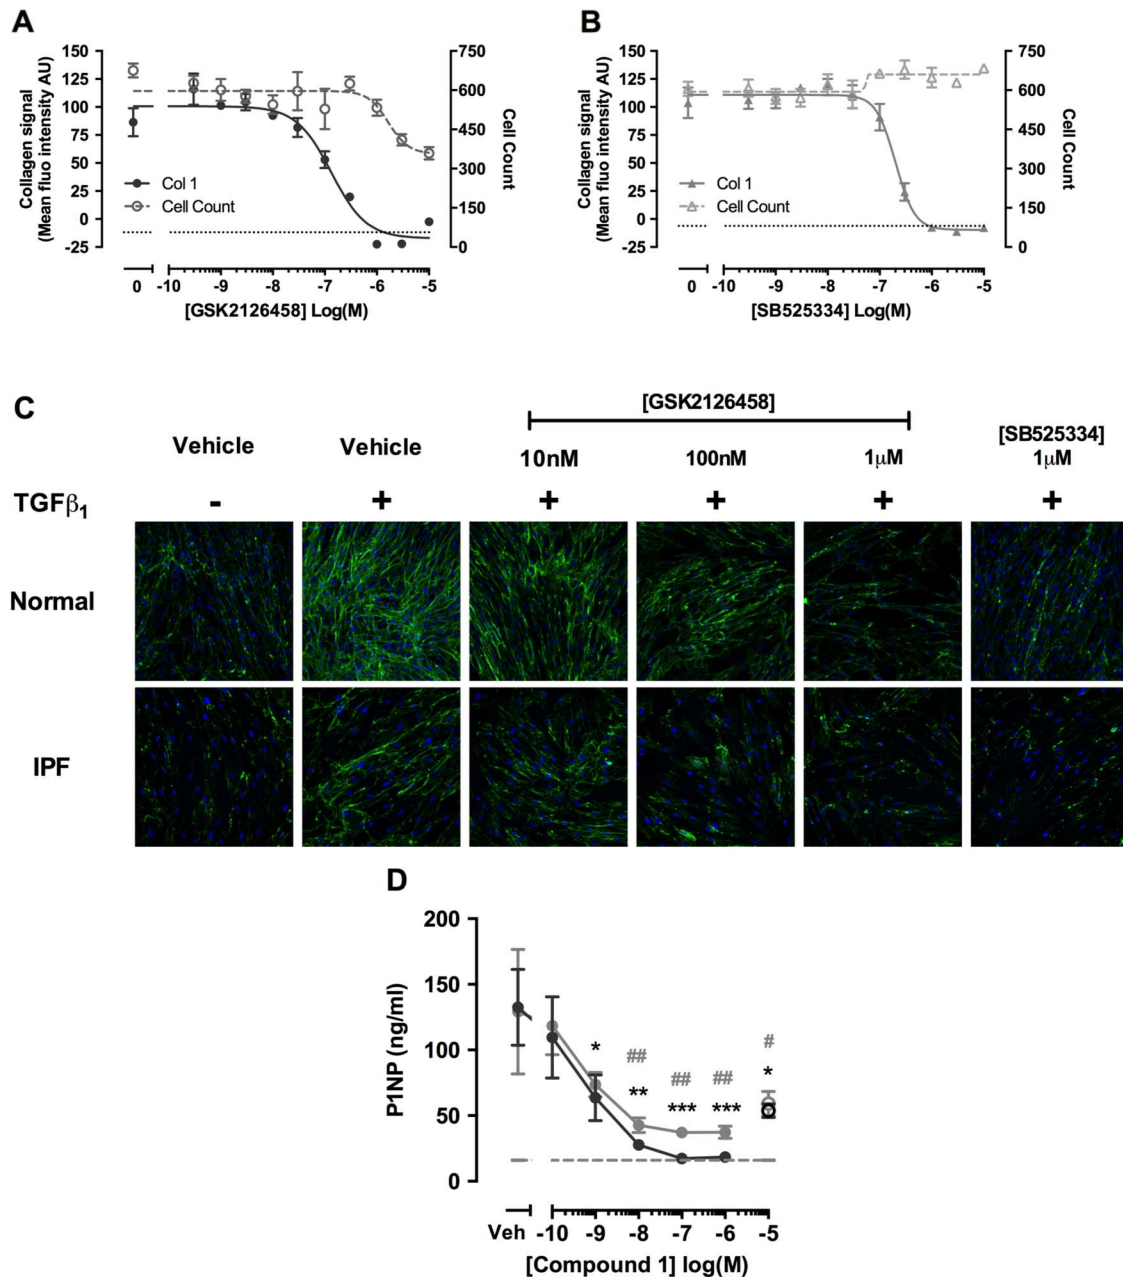 A
Collagen signal
(Mean fluo intensity AU)
150
125
100
75
50
25
0
-25
750
600
450
300
150
0
Cell Count
Col 1
Cell Count
0 -10 -9 -8 -7 -6 -5
[GSK2126458] Log(M)
B
Collagen signal
(Mean fluo intensity AU)
150
125
100
75
50
25
0
-25
750
600
450
300
150
0
Cell Count
Col 1
Cell Count
0 -10 -9 -8 -7 -6 -5
[SB525334] Log(M)
C
[GSK2126458]
Vehicle Vehicle 10nM 100nM 1μM [SB525334]
1μM
TGFβ1 - + + + + +
Normal
IPF
D
P1NP (ng/ml)
200
150
100
50
0
* ## ## ## #
** *** *** *
Veh -10 -9 -8 -7 -6 -5
[Compound 1] log(M)